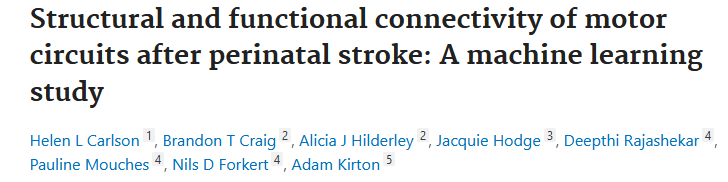 Structural and functional connectivity of motor
circuits after perinatal stroke: A machine learning
study
Helen L Carlson 1, Brandon T Craig 2, Alicia J Hilderley 2, Jacquie Hodge 3, Deepthi Rajashekar 4,
Pauline Mouches 4, Nils D Forkert 4, Adam Kirton 5